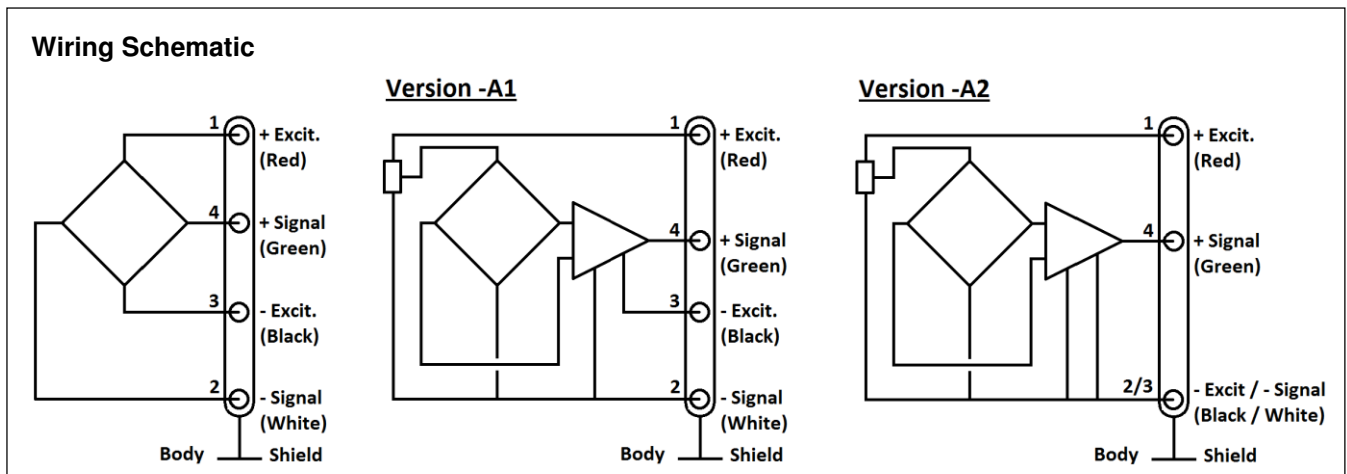 Wiring Schematic
1
+ Excit.
(Red)
4
+ Signal
(Green)
3
- Excit.
(Black)
2
- Signal
(White)
Body
Shield
Version -A1
1
+ Excit.
(Red)
4
+ Signal
(Green)
3
- Excit.
(Black)
2
- Signal
(White)
Body
Shield
Version -A2
1
+ Excit.
(Red)
4
+ Signal
(Green)
2/3
- Excit / - Signal
(Black / White)
Body
Shield